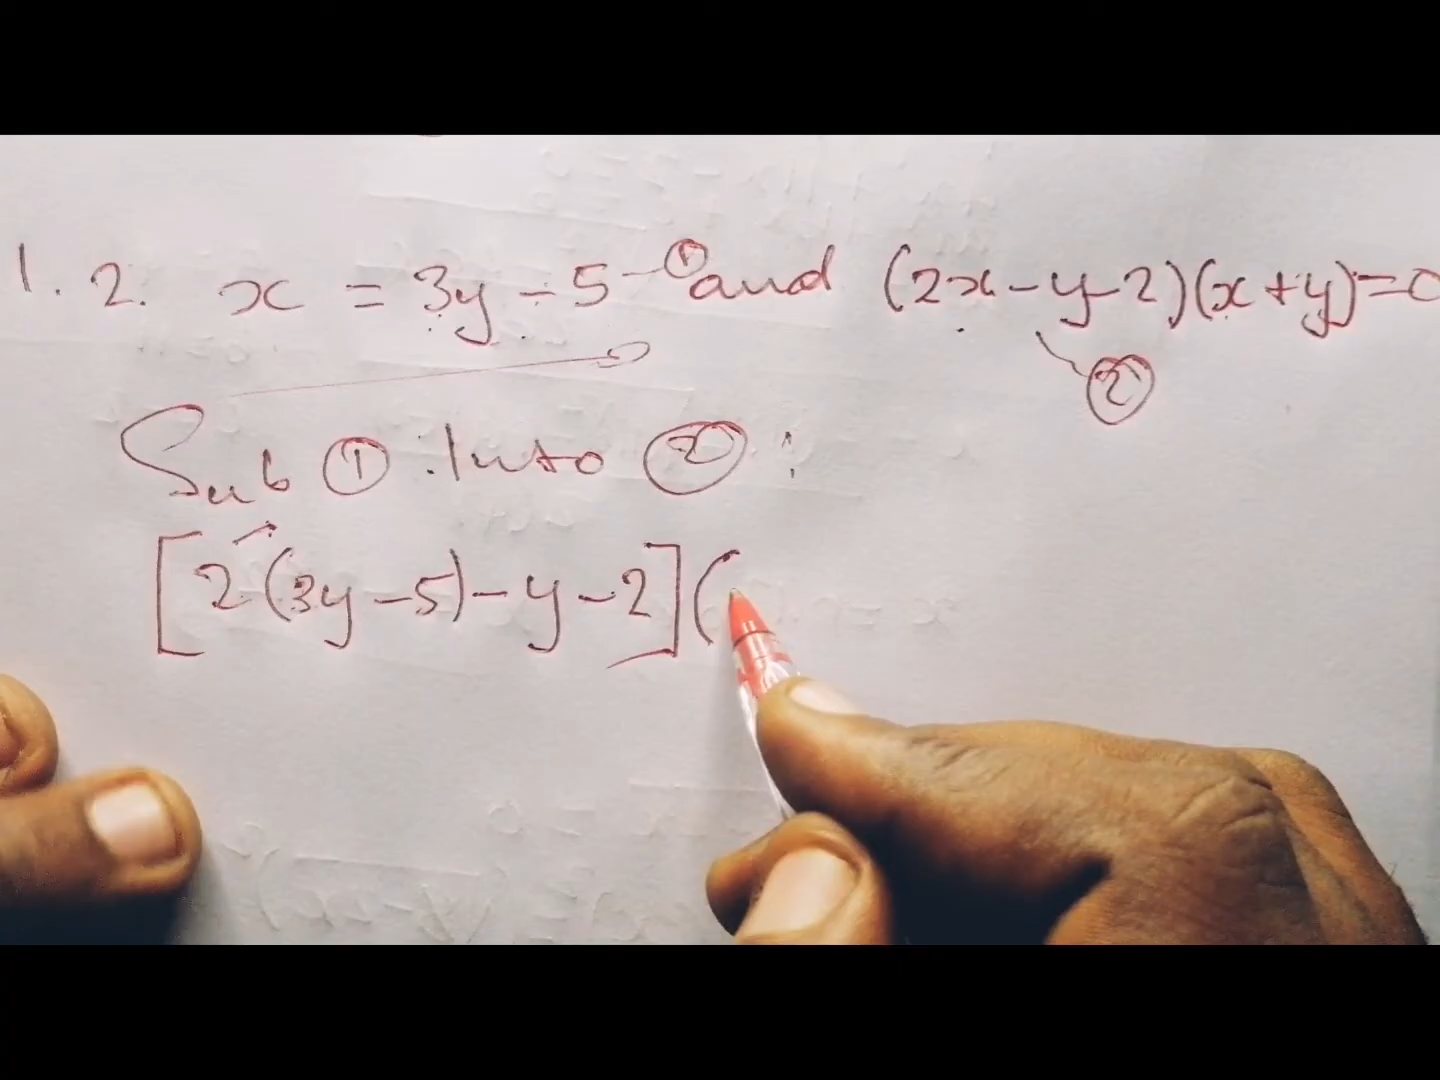 1. 2. x = 3y - 5 - ① and (2x - y - 2)(x + y) = 0
②
Sub ① Into ② :
[2(3y - 5) - y - 2] (